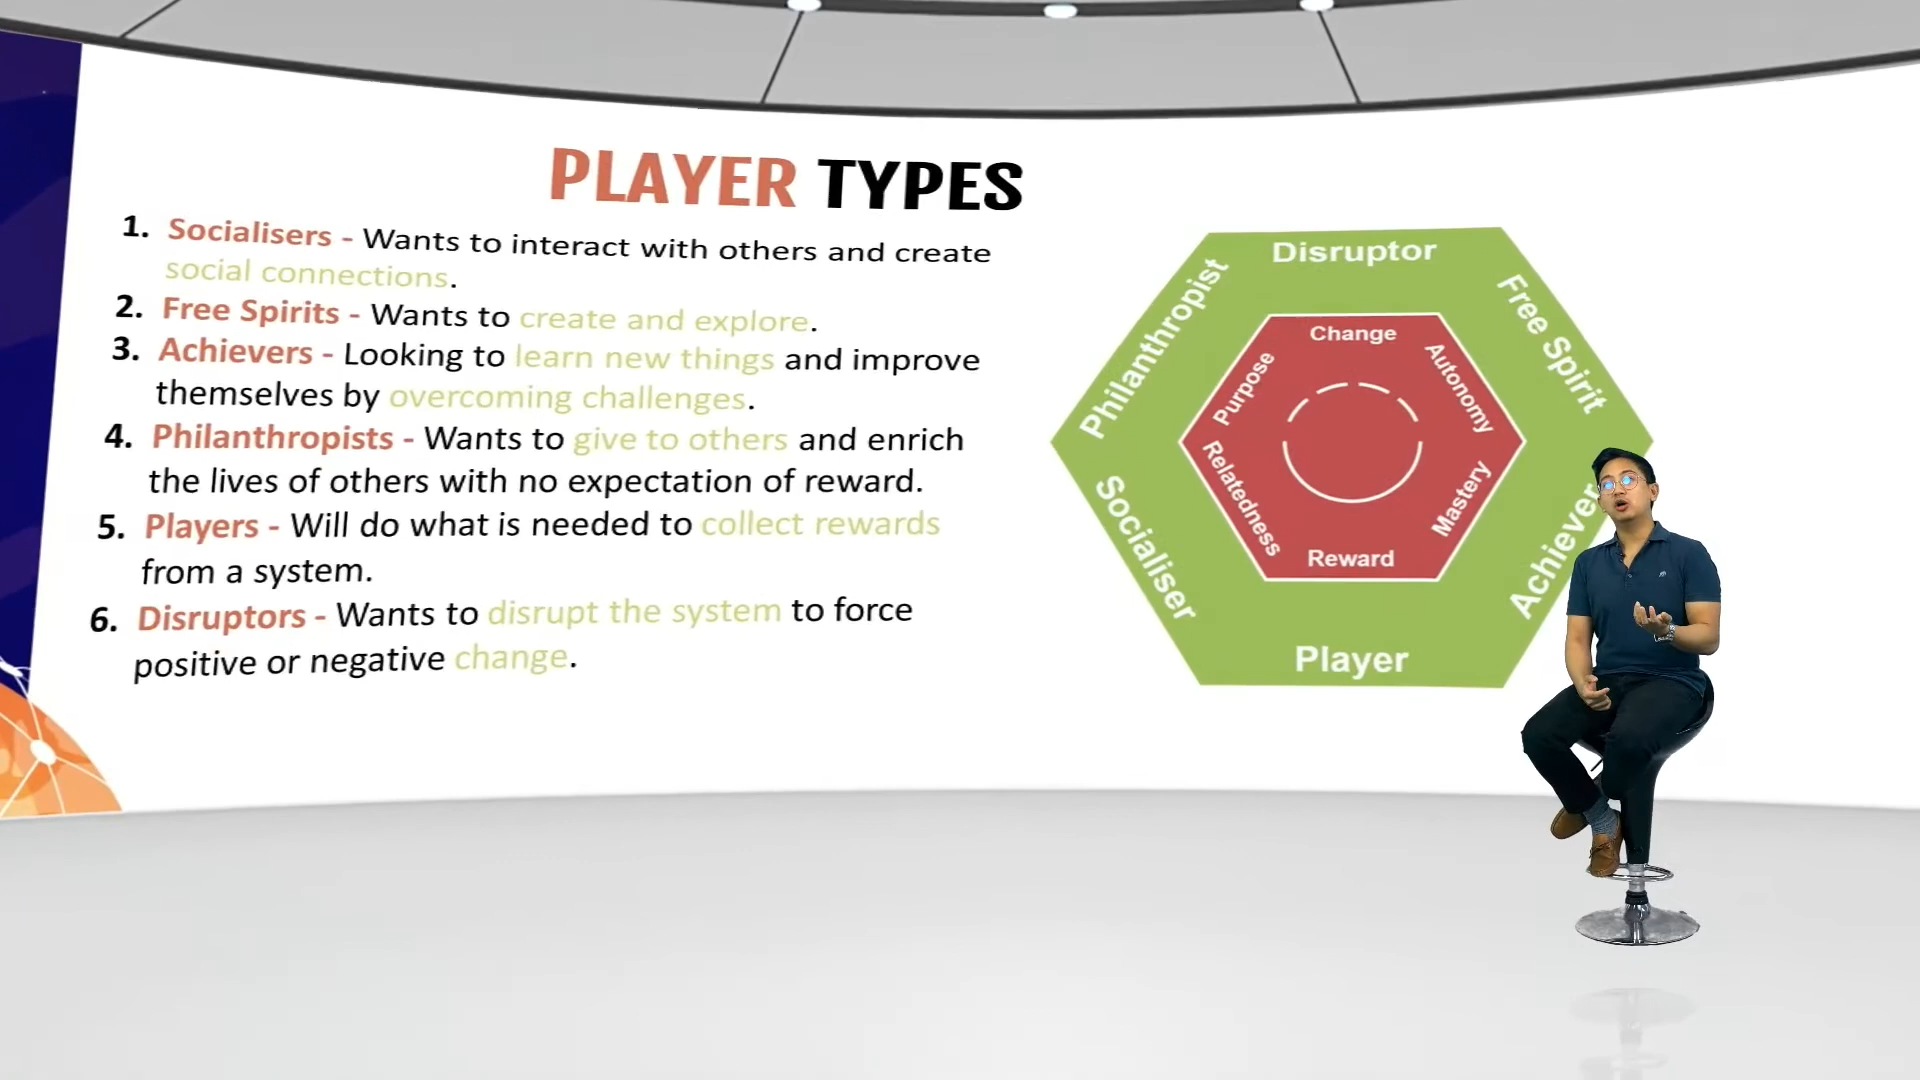 PLAYER TYPES
1. Socialisers - Wants to interact with others and create
social connections.
2. Free Spirits - Wants to create and explore.
3. Achievers - Looking to learn new things and improve
themselves by overcoming challenges.
4. Philanthropists - Wants to give to others and enrich
the lives of others with no expectation of reward.
5. Players - Will do what is needed to collect rewards
from a system.
6. Disruptors - Wants to disrupt the system to force
positive or negative change.
Disruptor
Philanthropist
Free Spirit
Change
Purpose
Autonomy
Relatedness
Mastery
Reward
Socialiser
Achiever
Player